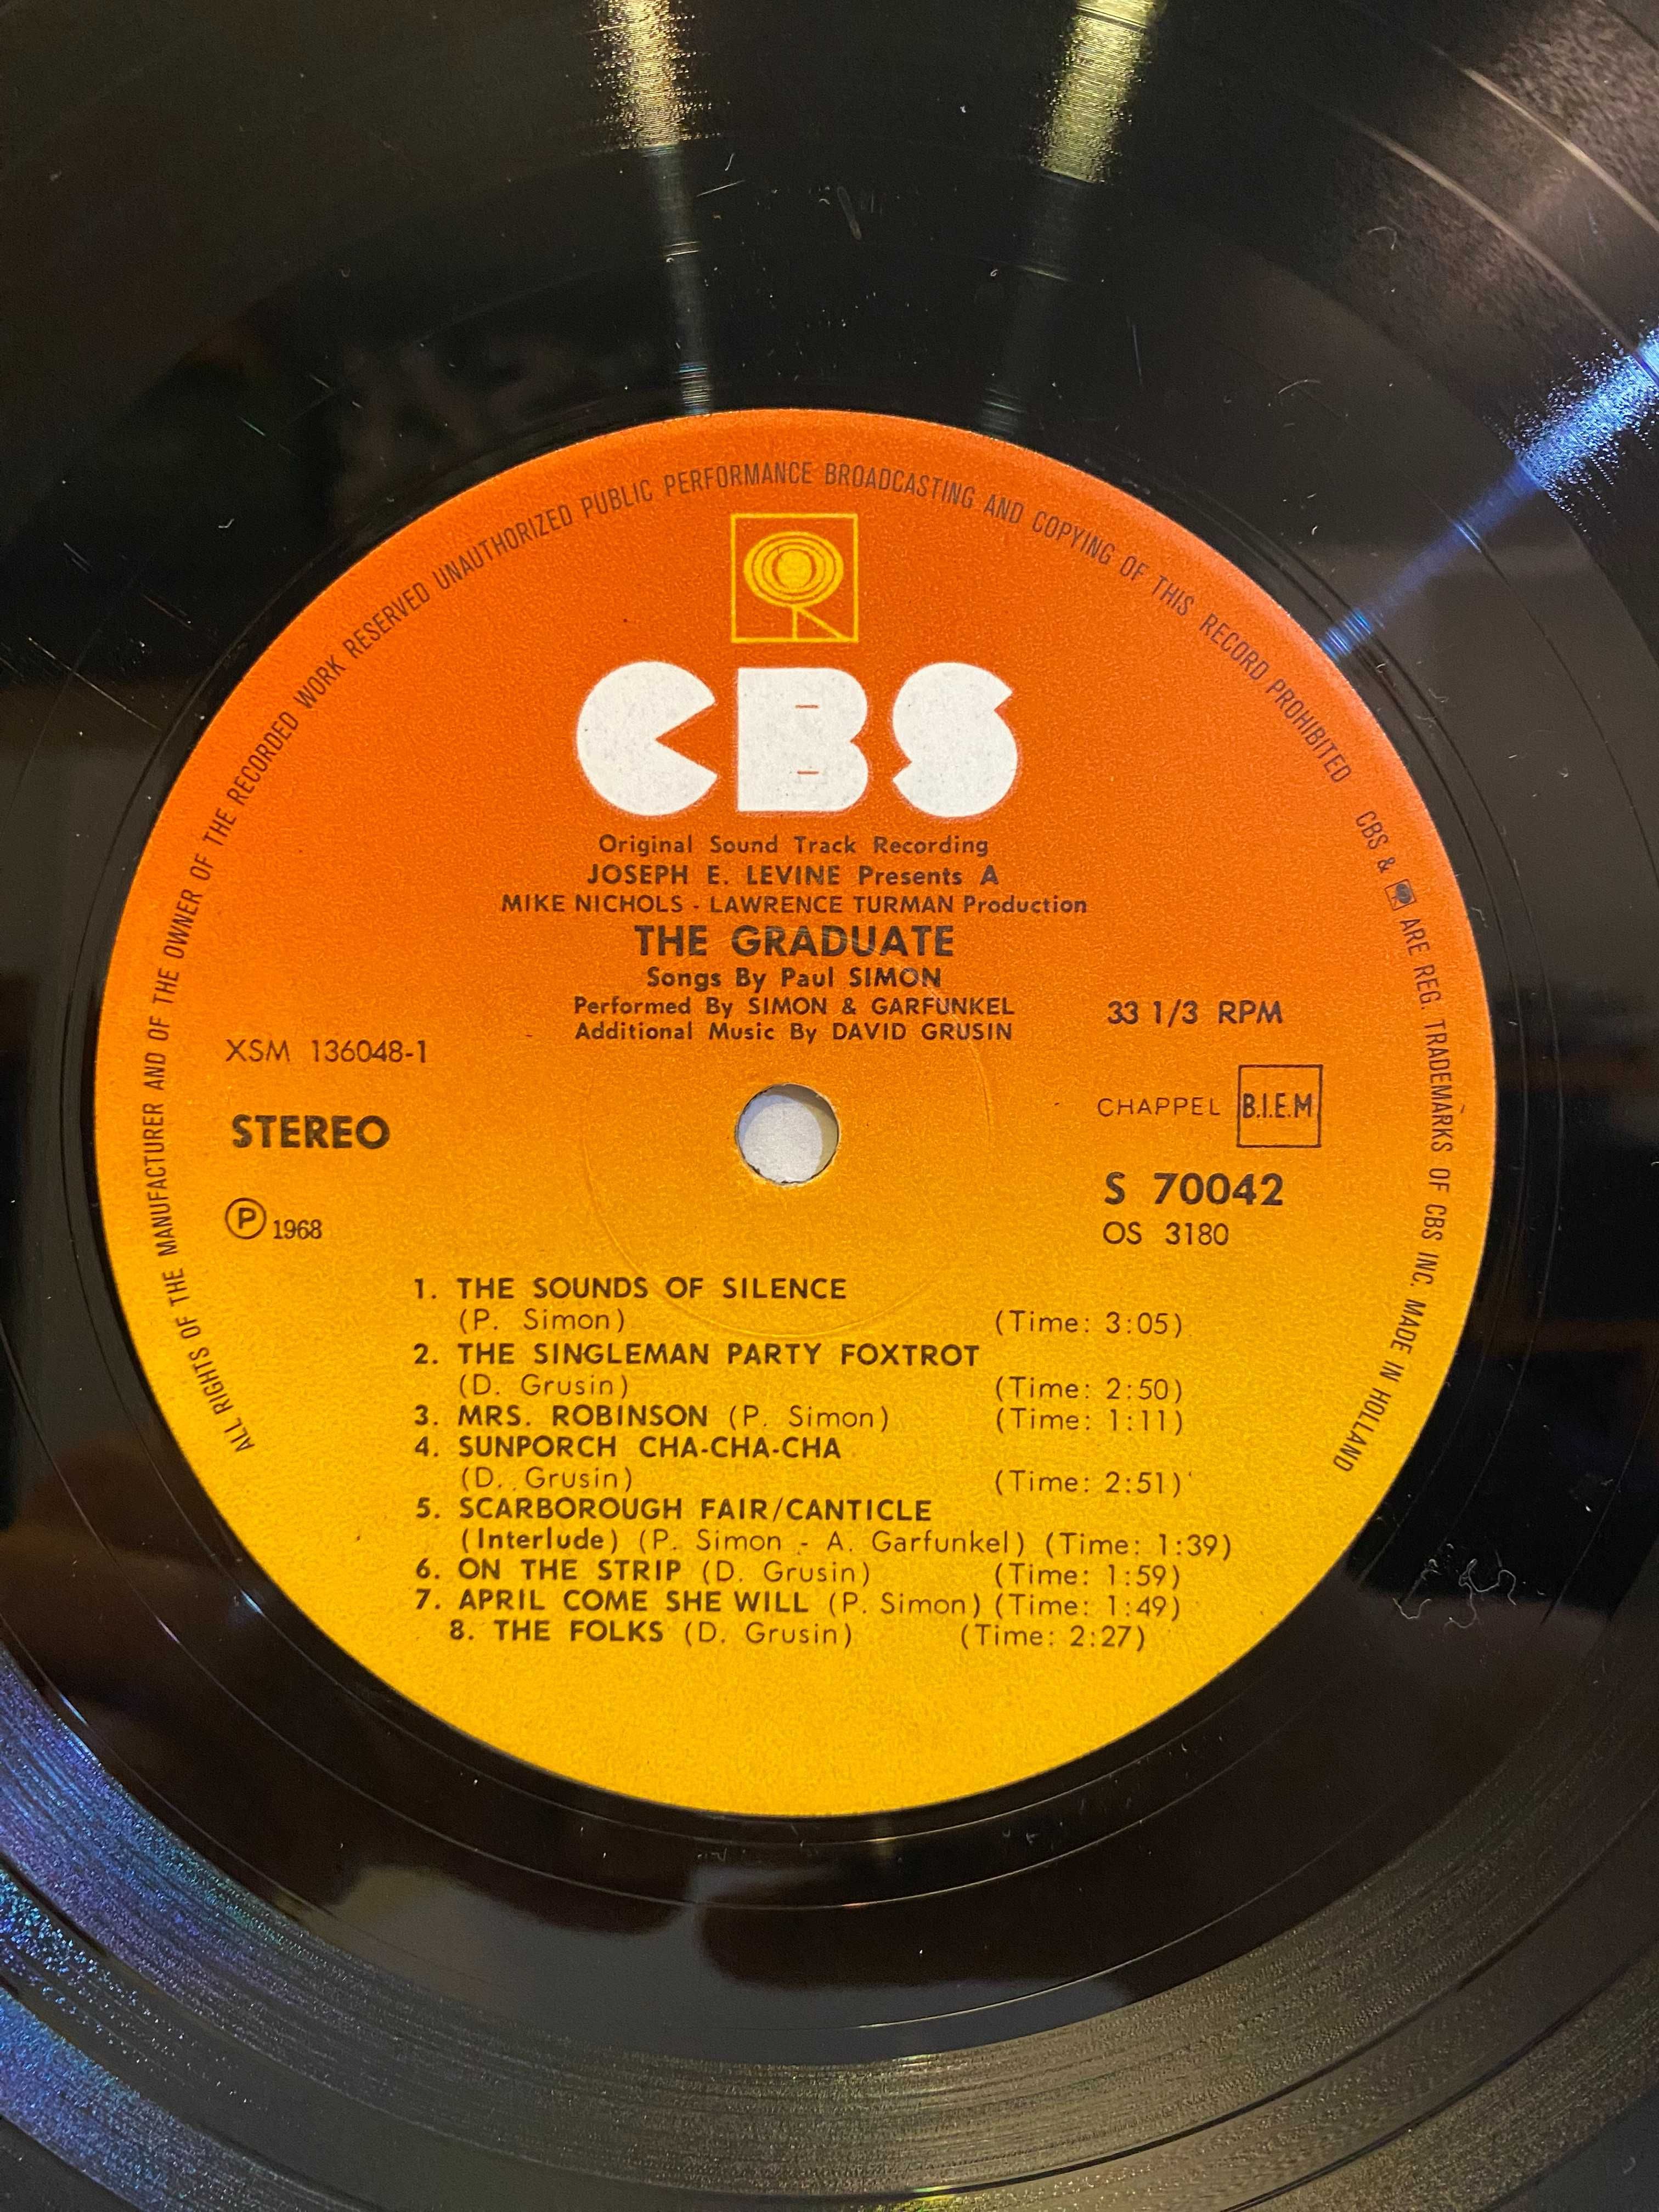 ALL RIGHTS OF THE MANUFACTURER AND OF THE OWNER OF THE RECORDED WORK RESERVED UNAUTHORIZED PUBLIC PERFORMANCE BROADCASTING AND COPYING OF THIS RECORD PROHIBITED CBS & ARE REG. TRADEMARKS OF CBS INC. MADE IN HOLLAND
CBS
Original Sound Track Recording
JOSEPH E. LEVINE Presents A
MIKE NICHOLS - LAWRENCE TURMAN Production
THE GRADUATE
Songs By Paul SIMON
Performed By SIMON & GARFUNKEL
Additional Music By DAVID GRUSIN
33 1/3 RPM
XSM 136048-1
CHAPPEL B.I.E.M
STEREO
S 70042
Ⓟ 1968
OS 3180
1. THE SOUNDS OF SILENCE
(P. Simon) (Time: 3:05)
2. THE SINGLEMAN PARTY FOXTROT
(D. Grusin) (Time: 2:50)
3. MRS. ROBINSON (P. Simon) (Time: 1:11)
4. SUNPORCH CHA-CHA-CHA
(D. Grusin) (Time: 2:51)
5. SCARBOROUGH FAIR/CANTICLE
(Interlude) (P. Simon - A. Garfunkel) (Time: 1:39)
6. ON THE STRIP (D. Grusin) (Time: 1:59)
7. APRIL COME SHE WILL (P. Simon) (Time: 1:49)
8. THE FOLKS (D. Grusin) (Time: 2:27)